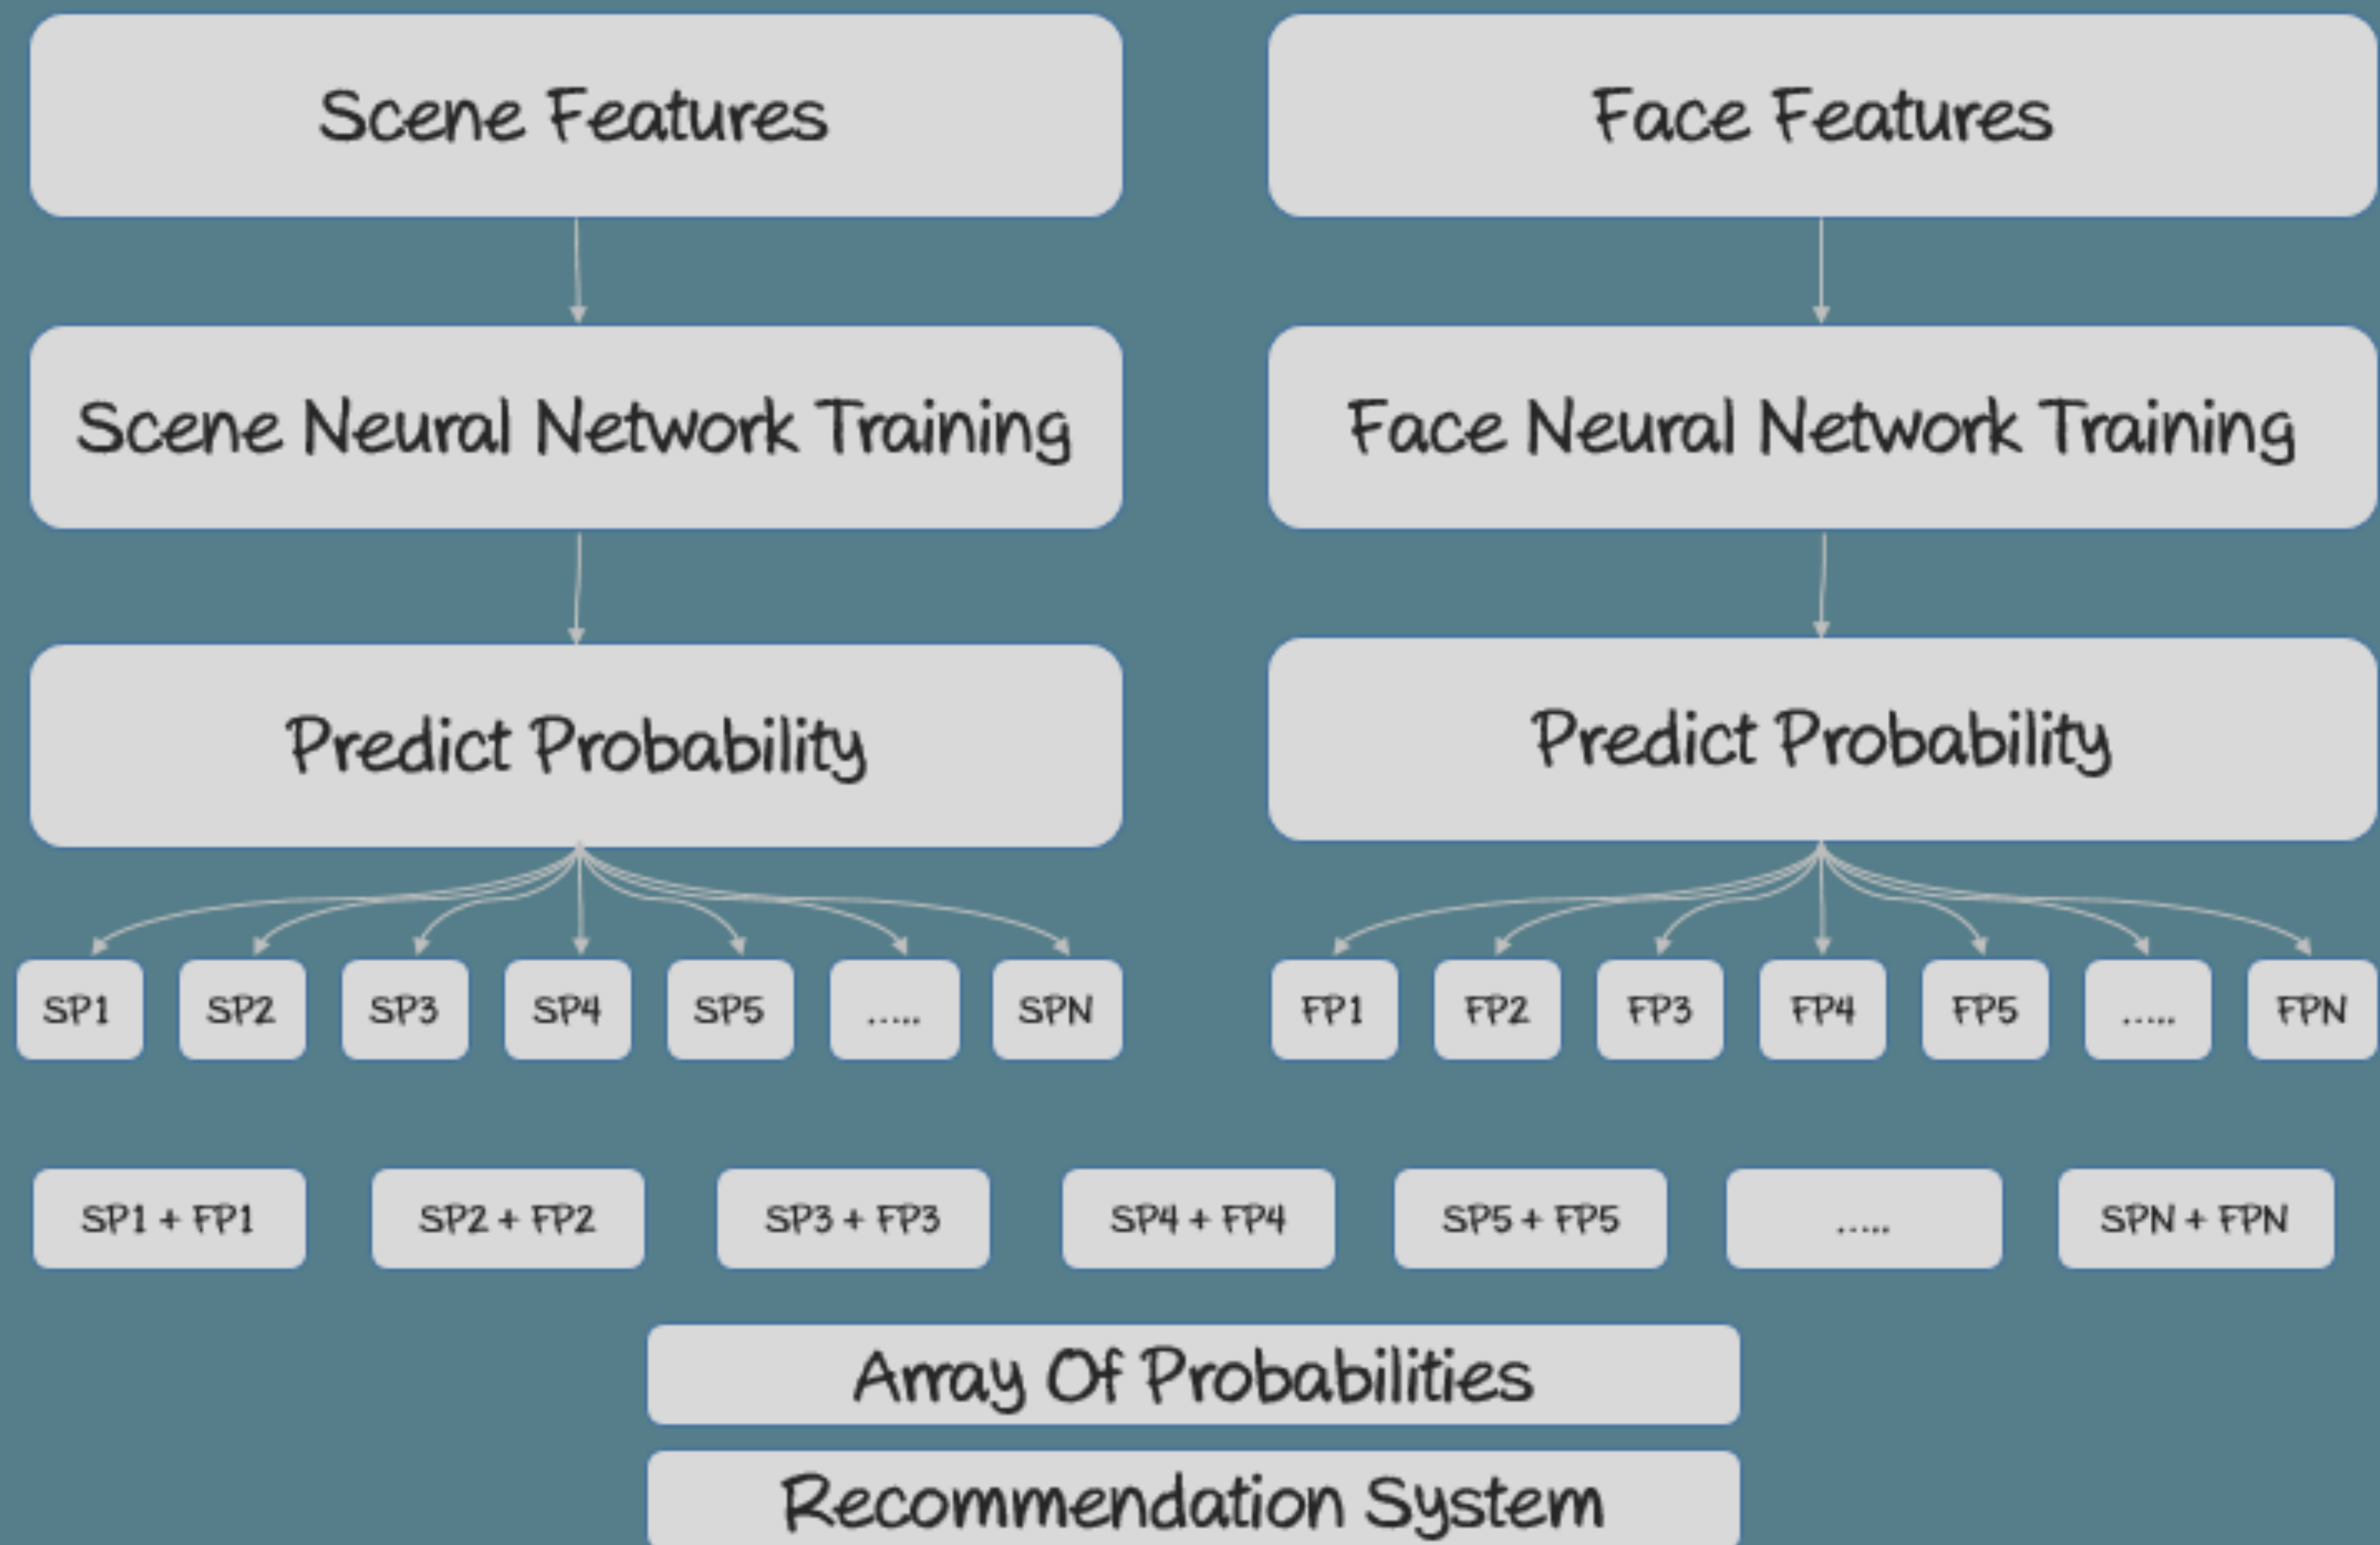 Scene Features
Face Features
Scene Neural Network Training
Face Neural Network Training
Predict Probability
Predict Probability
SP1
SP2
SP3
SP4
SP5
.....
SPN
FP1
FP2
FP3
FP4
FP5
.....
FPN
SP1 + FP1
SP2 + FP2
SP3 + FP3
SP4 + FP4
SP5 + FP5
.....
SPN + FPN
Array Of Probabilities
Recommendation System